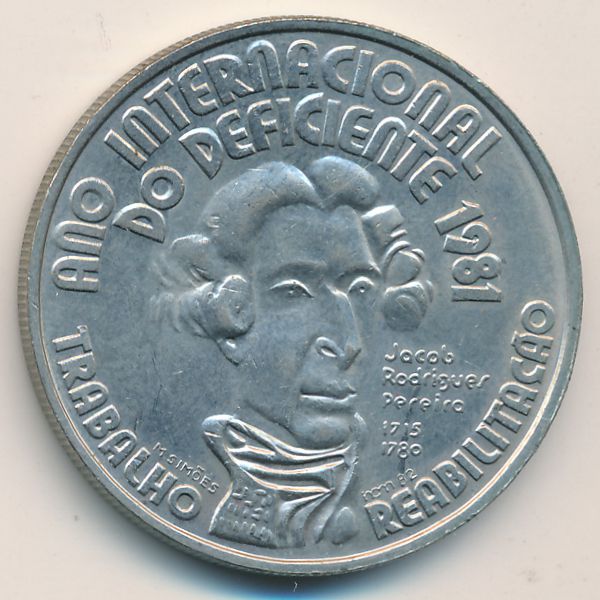 ANO INTERNACIONAL
DO DEFICIENTE 1981
Jacob
Rodrigues
Pereira
1715
1780
M.SIMÕES
TRABALHO
REABILITAÇÃO